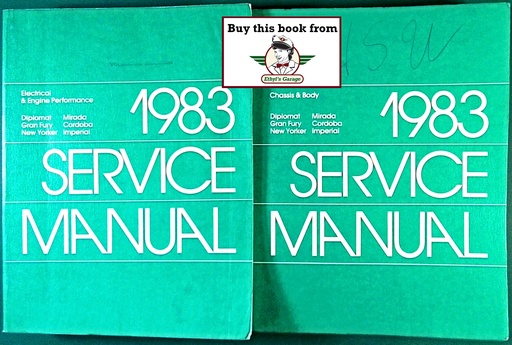 Buy this book from
Ethyl's Garage
Electrical
& Engine Performance
Diplomat Mirada
Gran Fury Cordoba
New Yorker Imperial
1983
SERVICE
MANUAL
Chassis & Body
Diplomat Mirada
Gran Fury Cordoba
New Yorker Imperial
1983
SERVICE
MANUAL